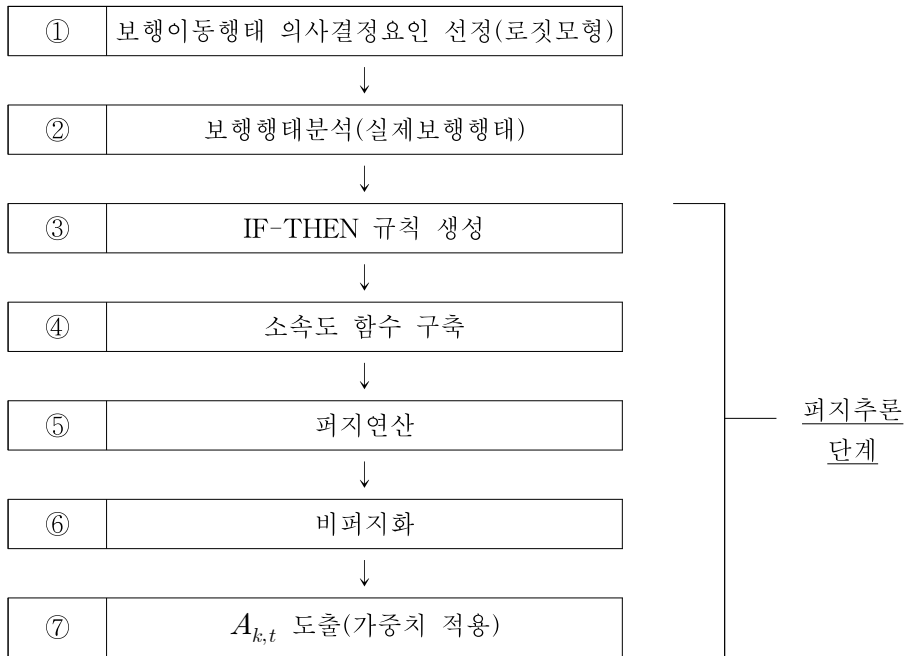 ① 보행이동행태 의사결정요인 선정(로짓모형)
↓
② 보행행태분석(실제보행행태)
↓
③ IF-THEN 규칙 생성
↓
④ 소속도 함수 구축
↓
⑤ 퍼지연산
↓
⑥ 비퍼지화
↓
⑦ A_{k,t} 도출(가중치 적용)
퍼지추론
단계